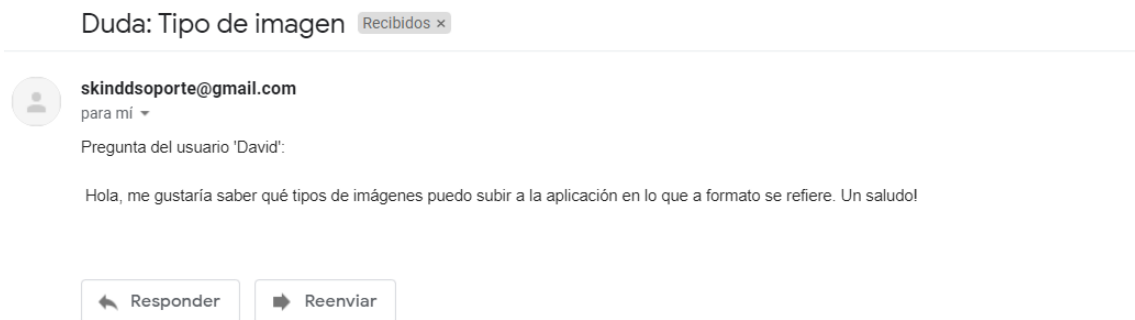 Duda: Tipo de imagen Recibidos ×
skinddsoporte@gmail.com
para mí
Pregunta del usuario 'David':
Hola, me gustaría saber qué tipos de imágenes puedo subir a la aplicación en lo que a formato se refiere. Un saludo!
Responder Reenviar